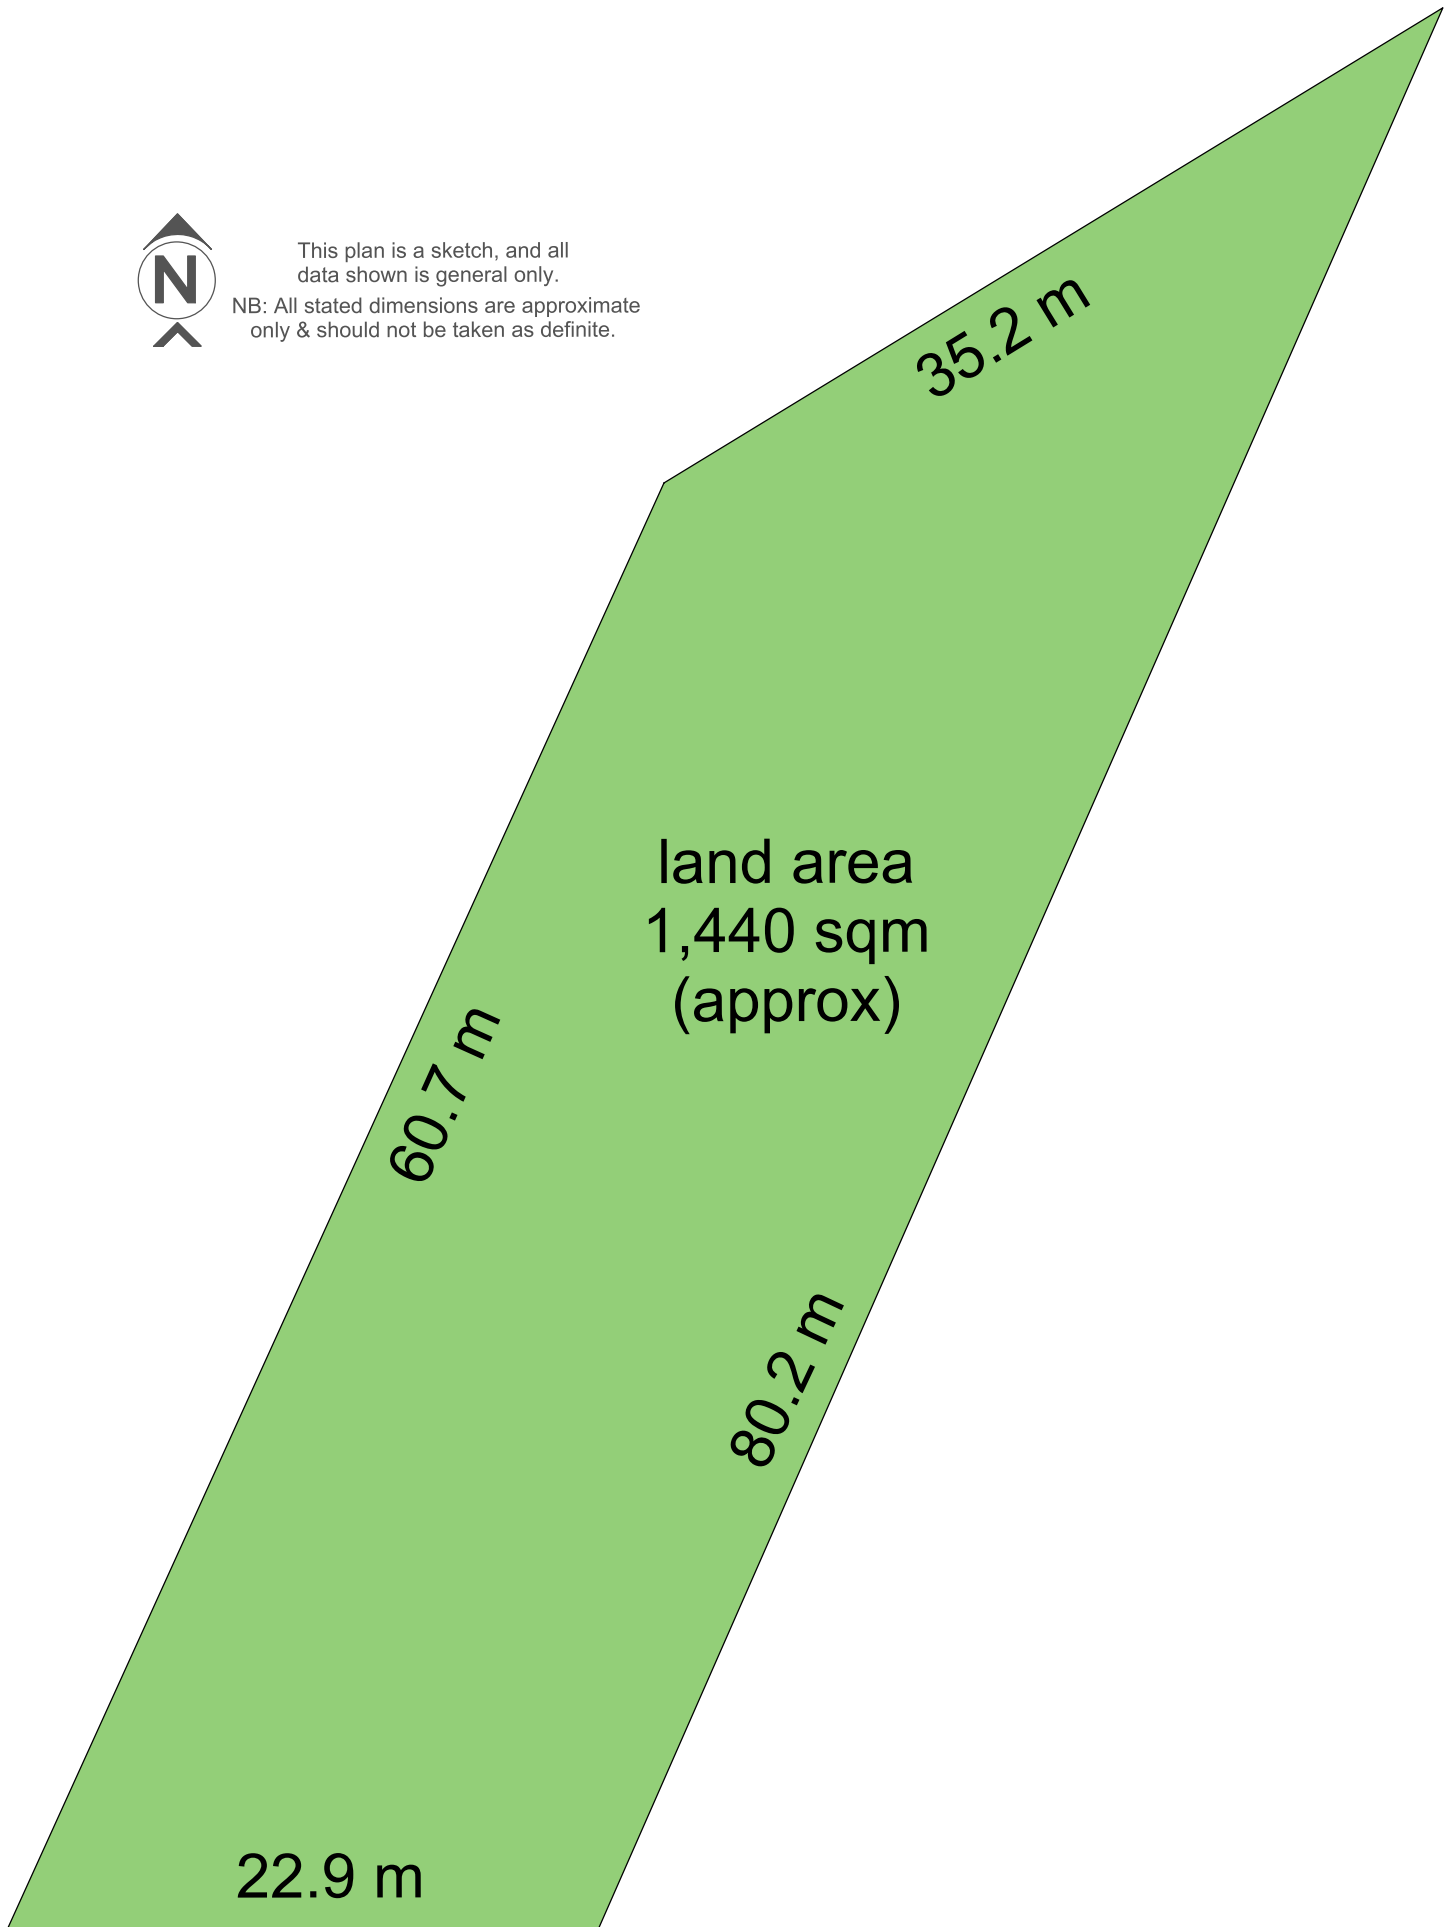 N
This plan is a sketch, and all
data shown is general only.
NB: All stated dimensions are approximate
only & should not be taken as definite.
35.2 m
land area
1,440 sqm
(approx)
60.7 m
80.2 m
22.9 m